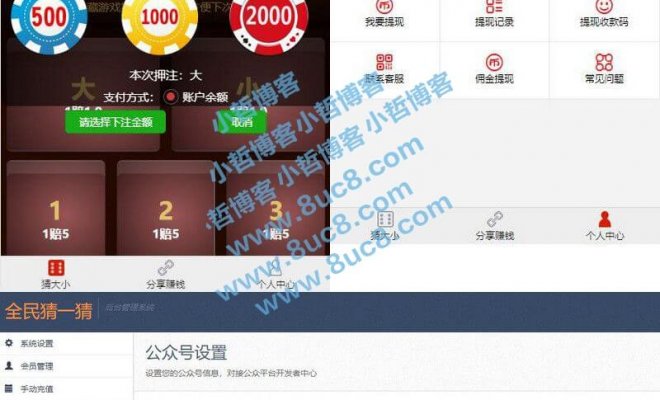 500
1000
2000
大
小
本次押注：大
支付方式：
账户余额
请选择下注金额
取消
1
1赔5
2
1赔5
3
1赔5
猜大小
分享赚钱
个人中心
我要提现
提现记录
提现收款码
联系客服
佣金提现
常见问题
猜大小
分享赚钱
个人中心
小哲博客 小哲博客
小哲博客 小哲博客
www.8uc8.com
www.8uc8.com
www.8uc8.com
全民猜一猜
后台管理系统
系统设置
会员管理
手动充值
公众号设置
设置您的公众号信息，对接公众平台开发者中心